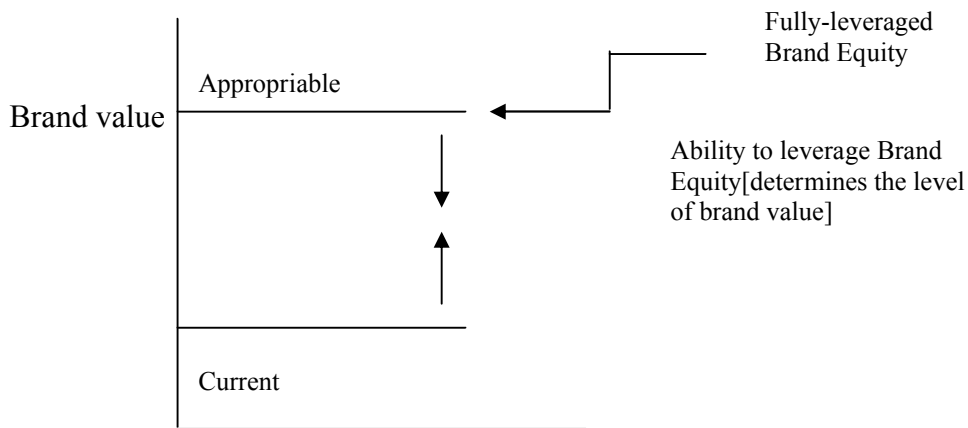 Fully-leveraged
Brand Equity
Appropriable
Brand value
Ability to leverage Brand
Equity[determines the level
of brand value]
Current